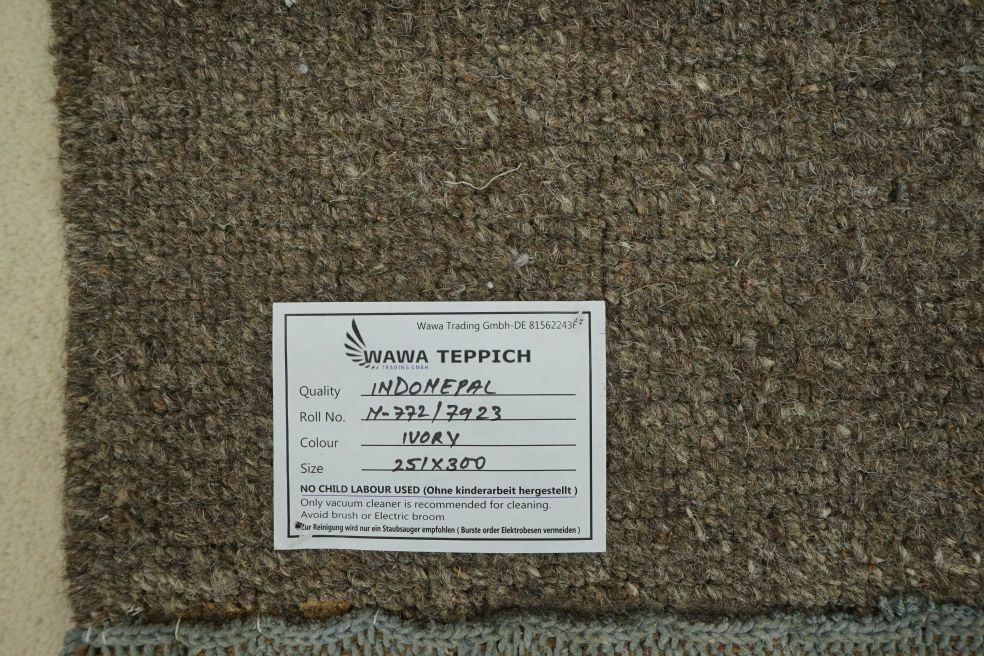 Wawa Trading Gmbh-DE 81562243
WAWA TEPPICH
TRADING GMBH
Quality INDONEPAL
Roll No. M-772/7923
Colour IVORY
Size 251X300
NO CHILD LABOUR USED (Ohne kinderarbeit hergestellt )
Only vacuum cleaner is recommended for cleaning.
Avoid brush or Electric broom
Zur Reinigung wird nur ein Staubsauger empfohlen ( Burste order Elektrobesen vermeiden )